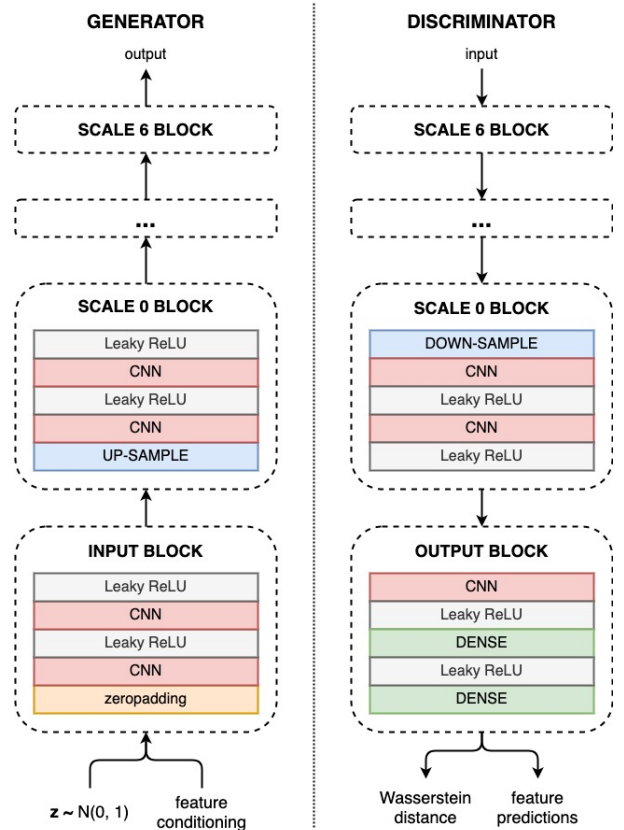 GENERATOR
output
SCALE 6 BLOCK
...
SCALE 0 BLOCK
Leaky ReLU
CNN
Leaky ReLU
CNN
UP-SAMPLE
INPUT BLOCK
Leaky ReLU
CNN
Leaky ReLU
CNN
zeropadding
z ~ N(0, 1)
feature
conditioning
DISCRIMINATOR
input
SCALE 6 BLOCK
...
SCALE 0 BLOCK
DOWN-SAMPLE
CNN
Leaky ReLU
CNN
Leaky ReLU
OUTPUT BLOCK
CNN
Leaky ReLU
DENSE
Leaky ReLU
DENSE
Wasserstein
distance
feature
predictions